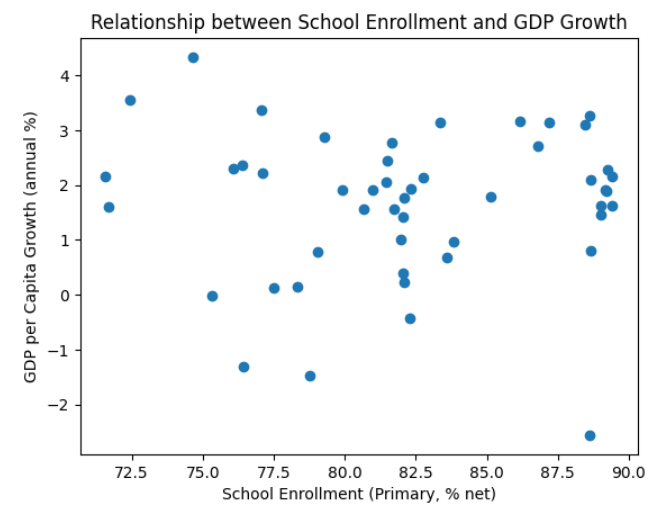 Relationship between School Enrollment and GDP Growth
GDP per Capita Growth (annual %)
4
3
2
1
0
−1
−2
72.5 75.0 77.5 80.0 82.5 85.0 87.5 90.0
School Enrollment (Primary, % net)